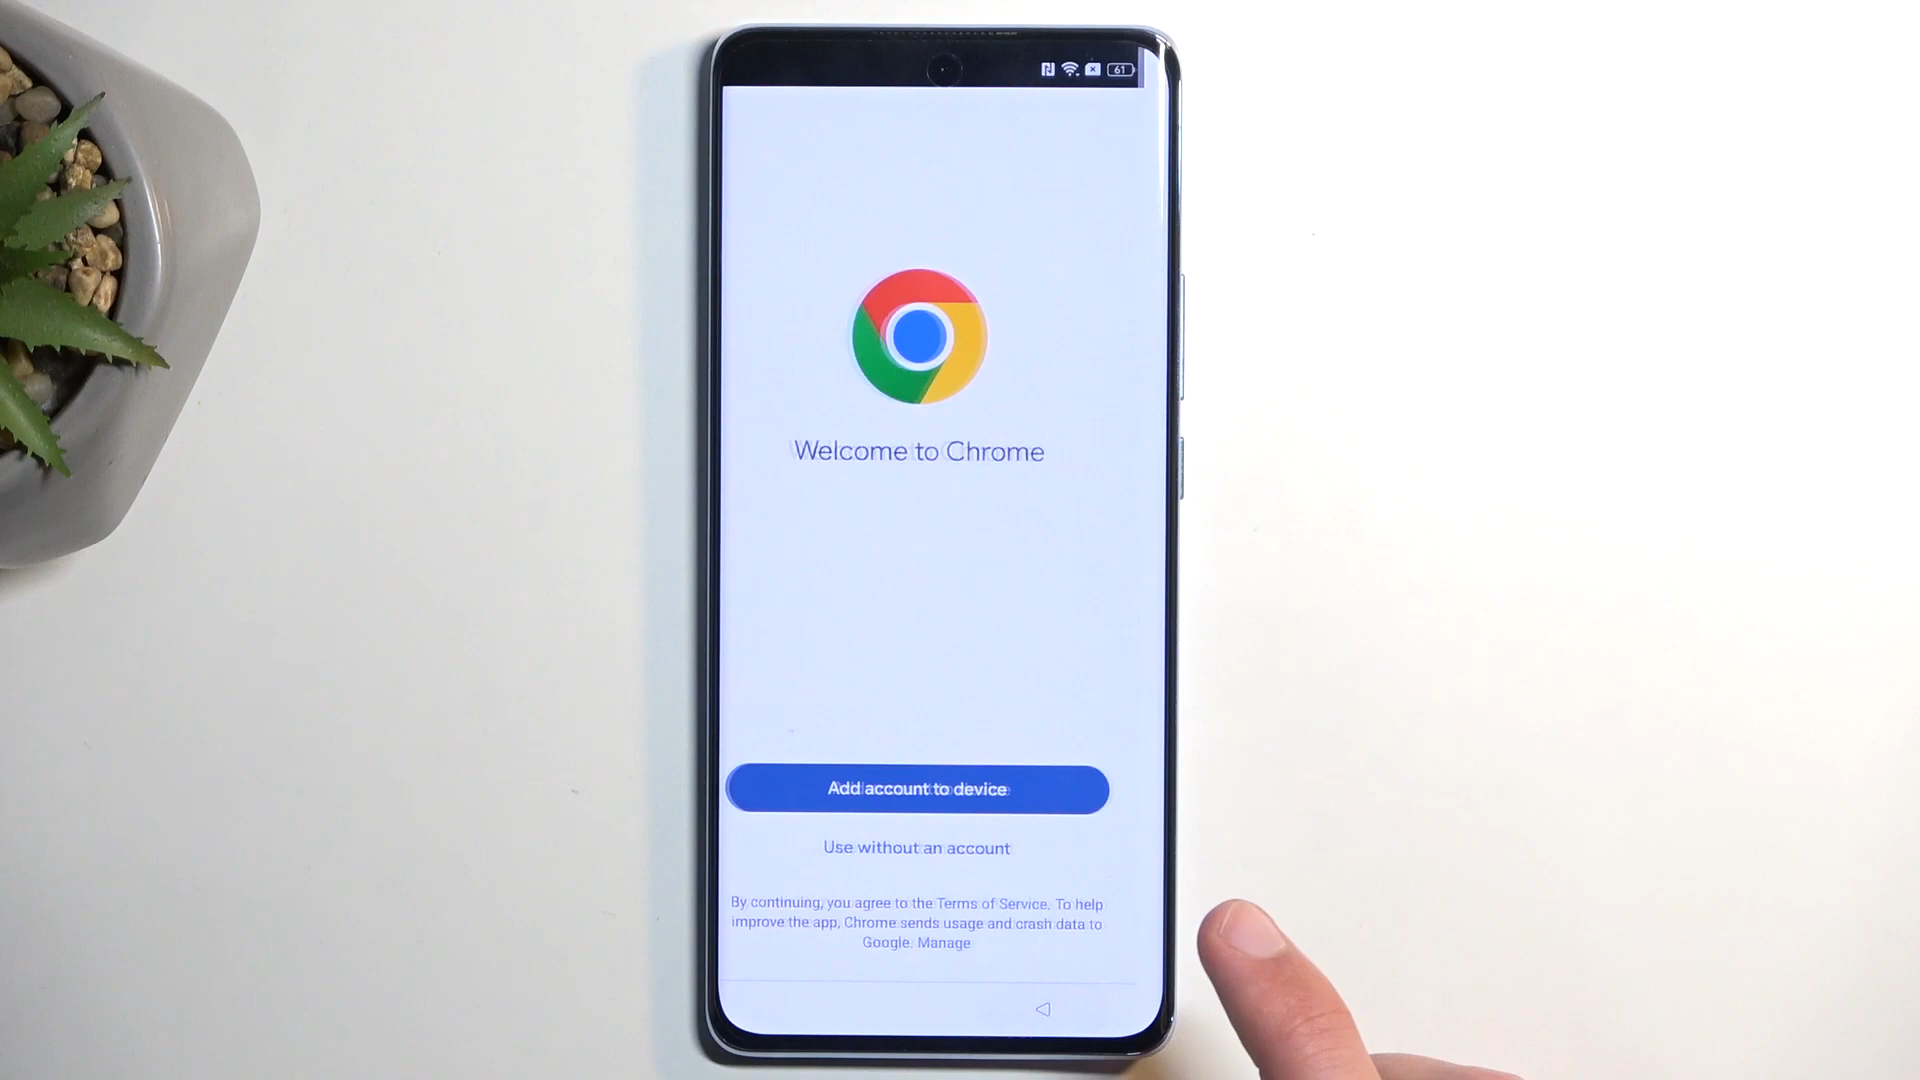 61
Welcome to Chrome
Add account to device
Use without an account
By continuing, you agree to the Terms of Service. To help
improve the app, Chrome sends usage and crash data to
Google. Manage